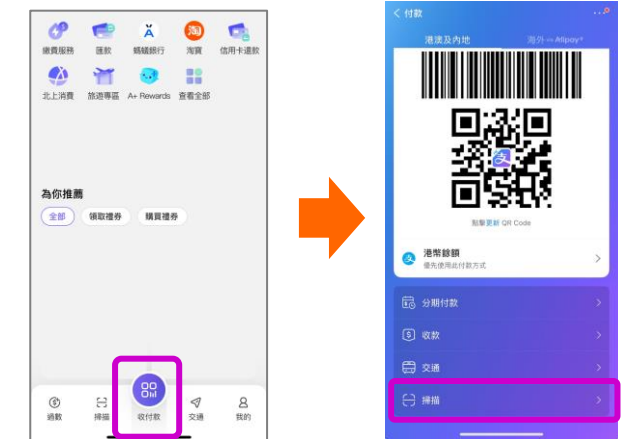 繳費服務 匯款 螞蟻銀行 淘寶 信用卡還款
北上消費 旅遊專區 A+ Rewards 查看全部
為你推薦
全部 領取禮券 購買禮券
過數 掃描 收付款 交通 我的
付款
港澳及內地 海外 Alipay+
點擊更新 QR Code
港幣餘額
優先使用此付款方式
分期付款
收款
交通
掃描